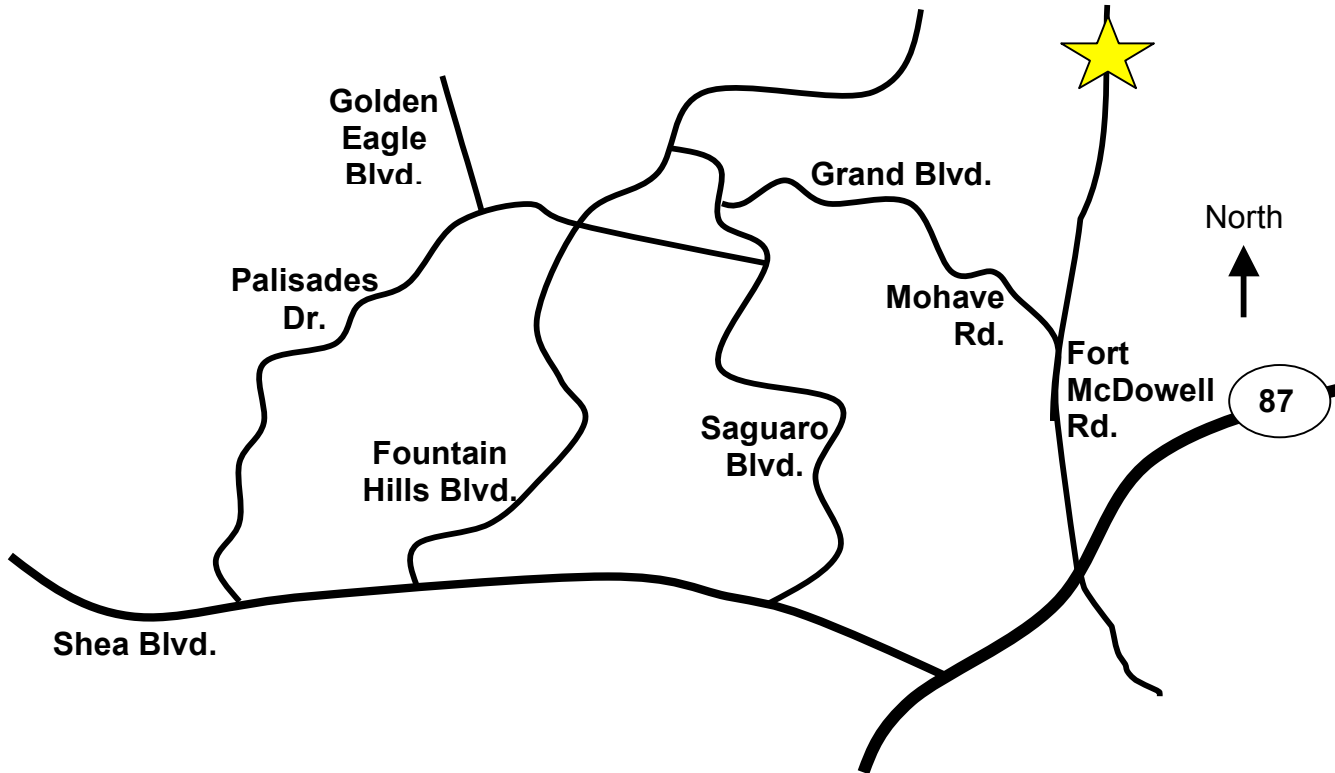 Golden
Eagle
Blvd.
Grand Blvd.
North
Palisades
Dr.
Mohave
Rd.
Fort
McDowell
Rd.
87
Saguaro
Blvd.
Fountain
Hills Blvd.
Shea Blvd.